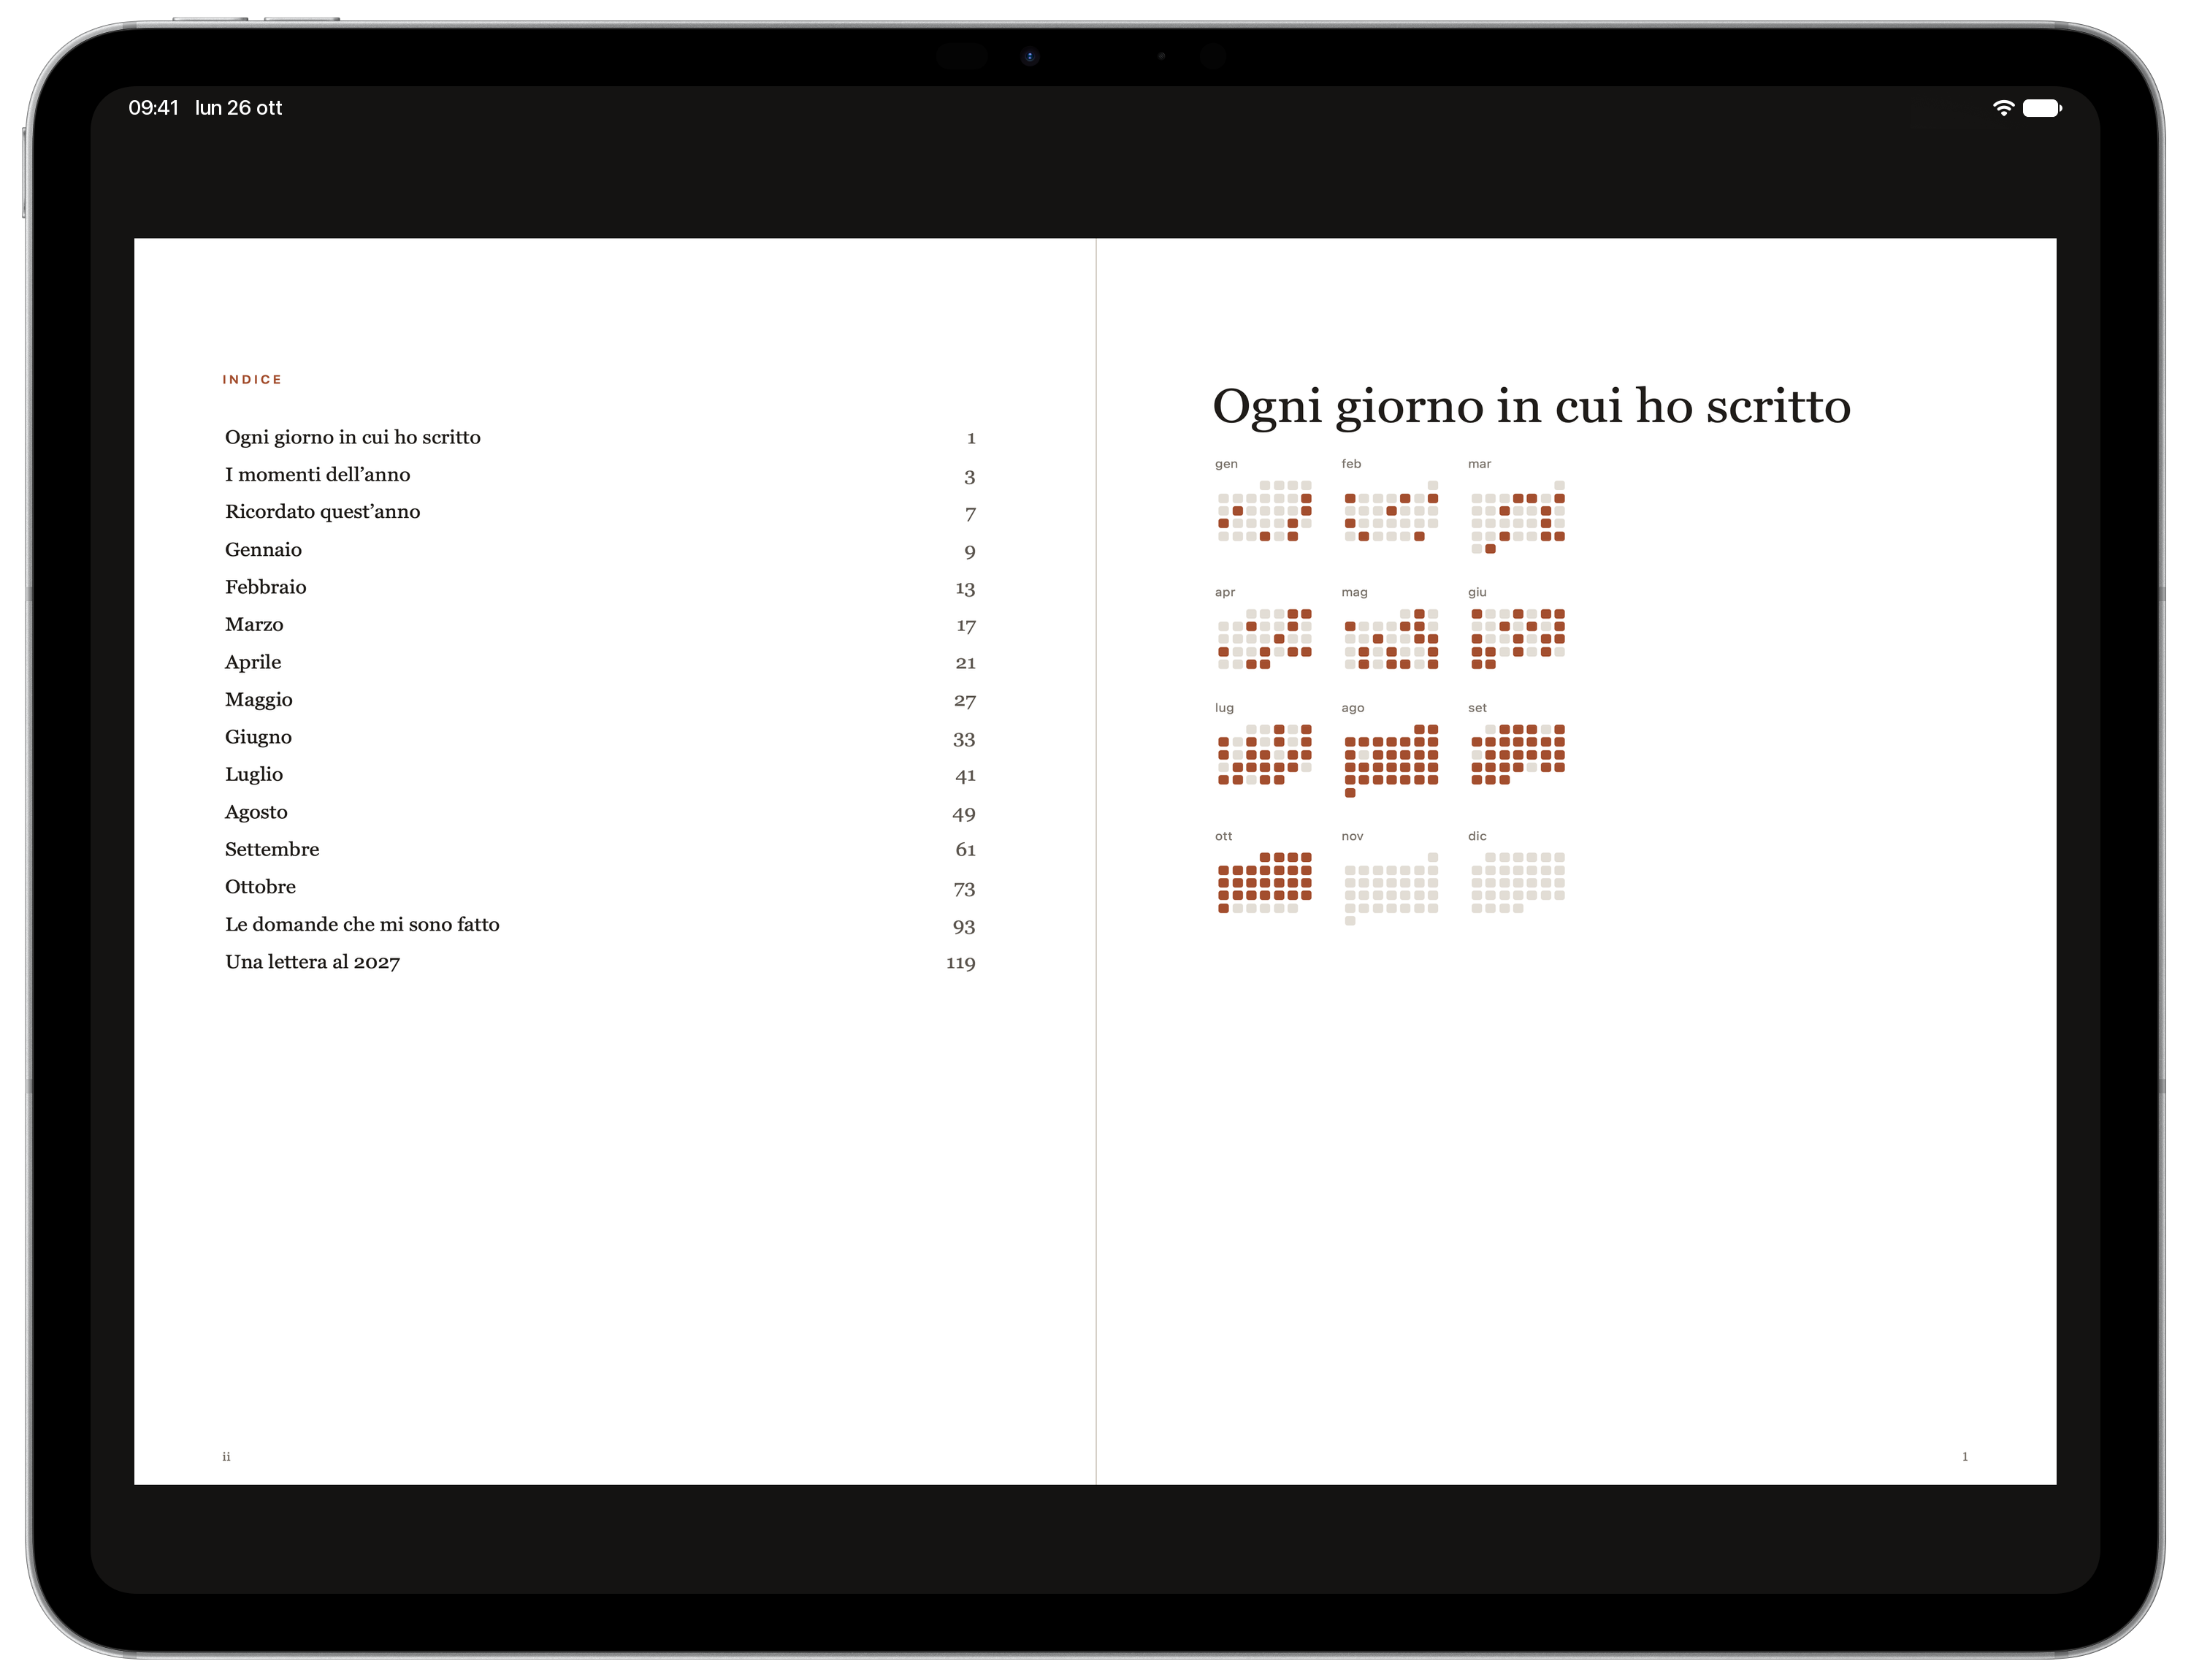 09:41 lun 26 ott
INDICE
Ogni giorno in cui ho scritto 1
I momenti dell’anno 3
Ricordato quest’anno 7
Gennaio 9
Febbraio 13
Marzo 17
Aprile 21
Maggio 27
Giugno 33
Luglio 41
Agosto 49
Settembre 61
Ottobre 73
Le domande che mi sono fatto 93
Una lettera al 2027 119
ii
Ogni giorno in cui ho scritto
gen feb mar
apr mag giu
lug ago set
ott nov dic
1